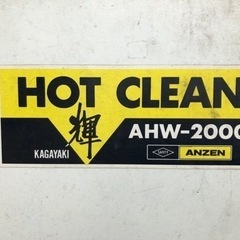 HOT CLEAN
輝
KAGAYAKI
AHW-2000
ANZEN